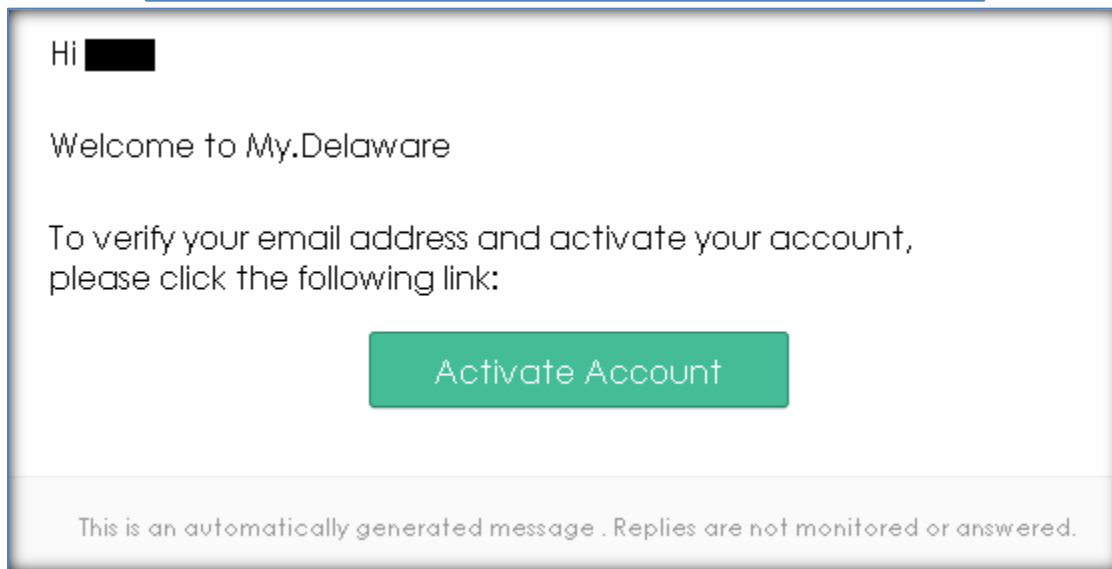 Hi
Welcome to My.Delaware
To verify your email address and activate your account,
please click the following link:
Activate Account
This is an automatically generated message . Replies are not monitored or answered.